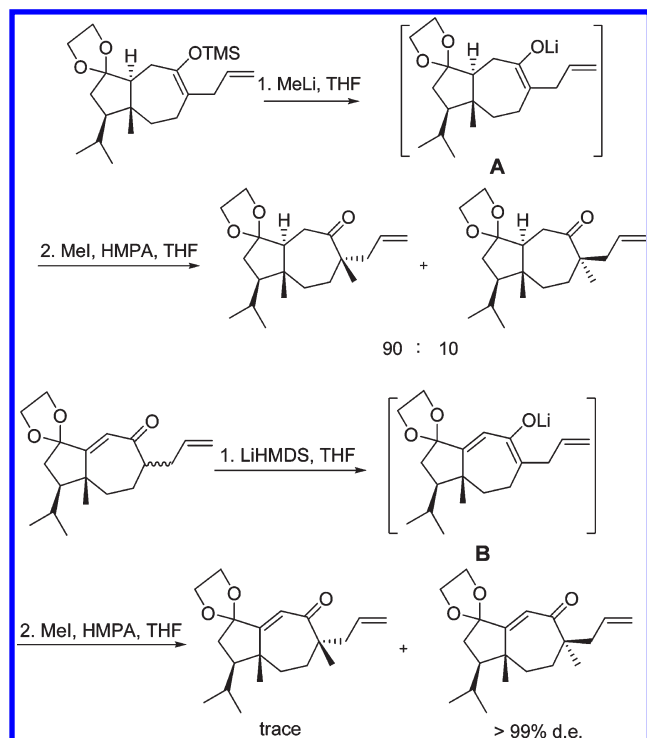 O
O
H
OTMS
1. MeLi, THF
O
O
H
OLi
A
2. MeI, HMPA, THF
O
O
H
O
+
O
O
H
O
90 : 10
O
O
O
1. LiHMDS, THF
O
O
OLi
B
2. MeI, HMPA, THF
O
O
O
+
O
O
O
trace
> 99% d.e.